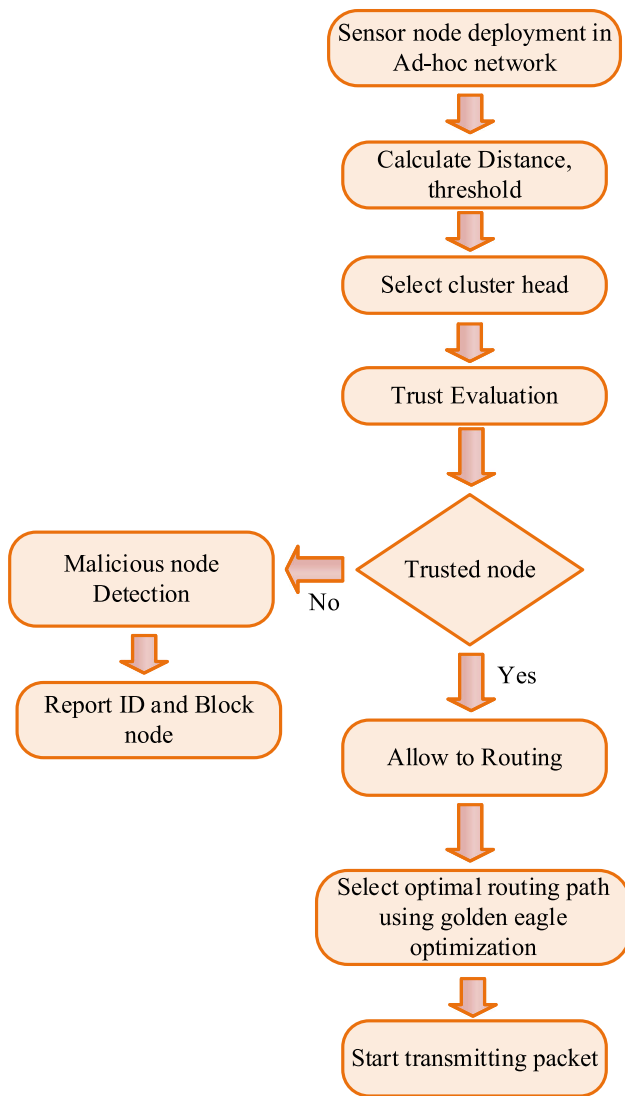 Sensor node deployment in
Ad-hoc network
Calculate Distance,
threshold
Select cluster head
Trust Evaluation
Trusted node
No
Malicious node
Detection
Report ID and Block
node
Yes
Allow to Routing
Select optimal routing path
using golden eagle
optimization
Start transmitting packet